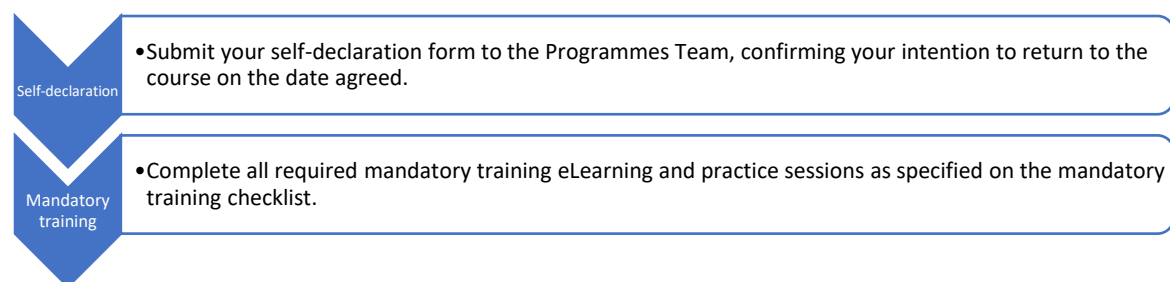 Self-declaration
•Submit your self-declaration form to the Programmes Team, confirming your intention to return to the
course on the date agreed.
Mandatory
training
•Complete all required mandatory training eLearning and practice sessions as specified on the mandatory
training checklist.